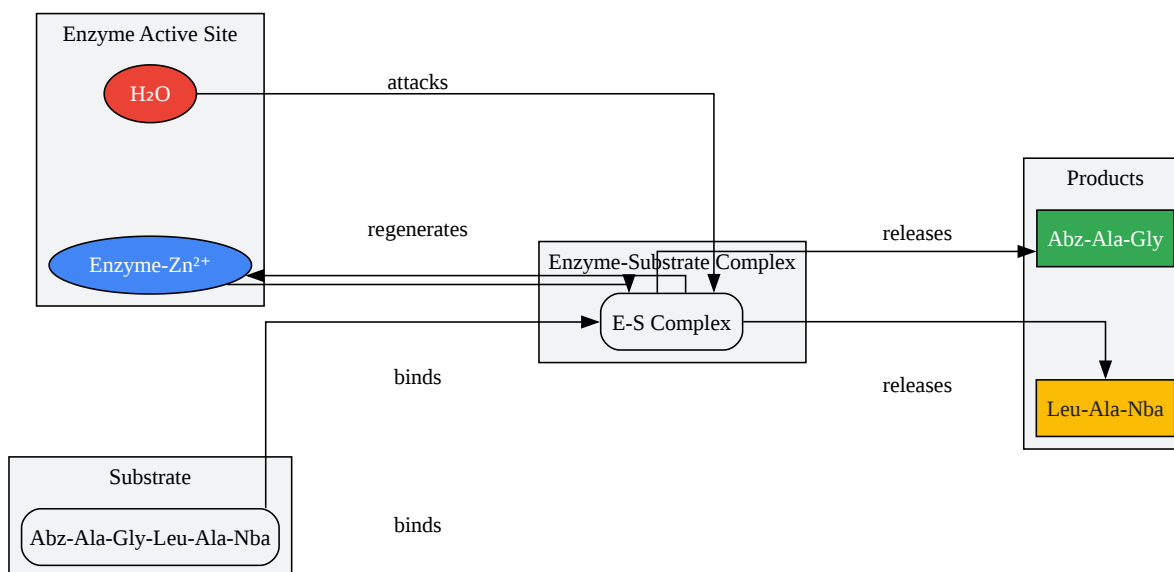 Enzyme Active Site
H₂O
attacks
Products
Abz-Ala-Gly
regenerates
releases
Enzyme-Zn²⁺
Enzyme-Substrate Complex
E-S Complex
binds
releases
Leu-Ala-Nba
Substrate
binds
Abz-Ala-Gly-Leu-Ala-Nba